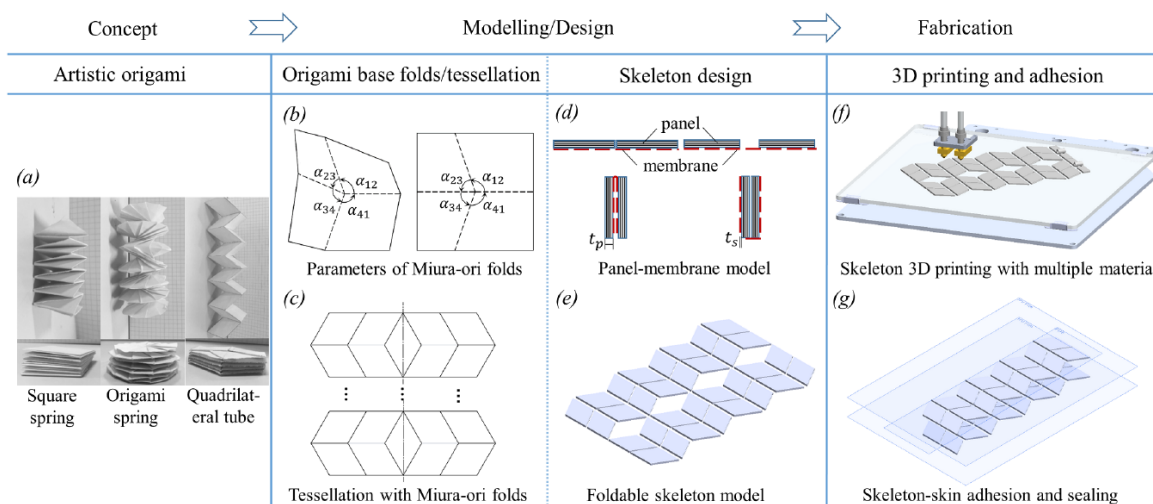 Concept
Modelling/Design
Fabrication
Artistic origami
Origami base folds/tessellation
Skeleton design
3D printing and adhesion
(a)
Square
spring
Origami
spring
Quadrilat-
eral tube
(b)
α23 α12
α34 α41
α23 α12
α34 α41
Parameters of Miura-ori folds
(c)
Tessellation with Miura-ori folds
(d)
panel
membrane
tp
ts
Panel-membrane model
(e)
Foldable skeleton model
(f)
Skeleton 3D printing with multiple materia
(g)
Skeleton-skin adhesion and sealing